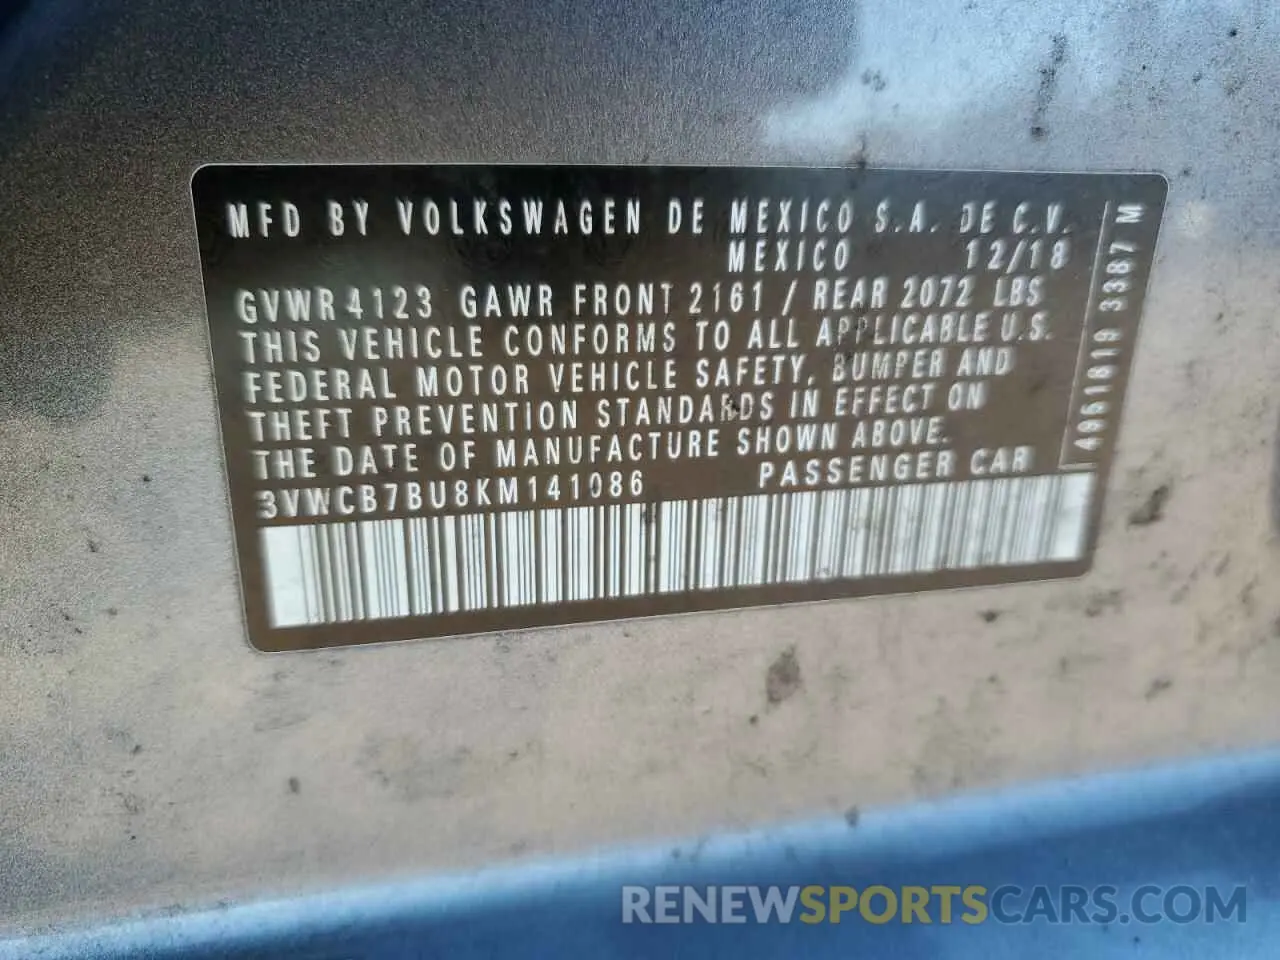 MFD BY VOLKSWAGEN DE MEXICO S.A. DE C.V.
MEXICO 12/18
GVWR 4123 GAWR FRONT 2161 / REAR 2072 LBS
THIS VEHICLE CONFORMS TO ALL APPLICABLE U.S.
FEDERAL MOTOR VEHICLE SAFETY, BUMPER AND
THEFT PREVENTION STANDARDS IN EFFECT ON
THE DATE OF MANUFACTURE SHOWN ABOVE.
3VWCB7BU8KM141086 PASSENGER CAR
4951819 3387 M
RENEWSPORTSCARS.COM